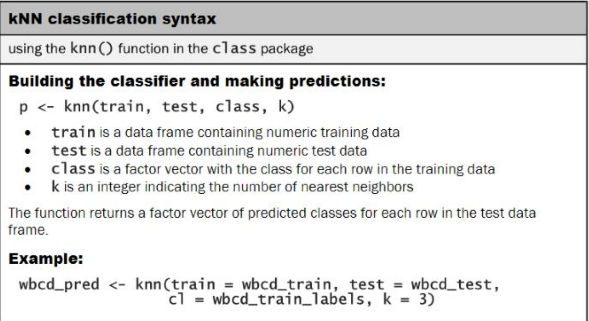 kNN classification syntax
using the knn() function in the class package
Building the classifier and making predictions:
p <- knn(train, test, class, k)
• train is a data frame containing numeric training data
• test is a data frame containing numeric test data
• class is a factor vector with the class for each row in the training data
• k is an integer indicating the number of nearest neighbors
The function returns a factor vector of predicted classes for each row in the test data
frame.
Example:
wbcd_pred <- knn(train = wbcd_train, test = wbcd_test,
cl = wbcd_train_labels, k = 3)